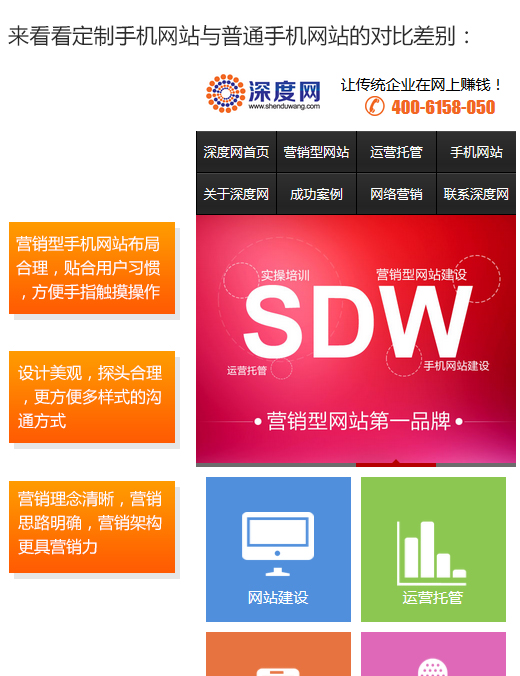 来看看定制手机网站与普通手机网站的对比差别：
深度网
www.shenduwang.com
让传统企业在网上赚钱！
400-6158-050
深度网首页 营销型网站 运营托管 手机网站
关于深度网 成功案例 网络营销 联系深度网
营销型手机网站布局
合理，贴合用户习惯
，方便手指触摸操作
实操培训
营销型网站建设
SDW
运营托管
手机网站建设
营销型网站第一品牌
设计美观，探头合理
，更方便多样式的沟
通方式
营销理念清晰，营销
思路明确，营销架构
更具营销力
网站建设
运营托管